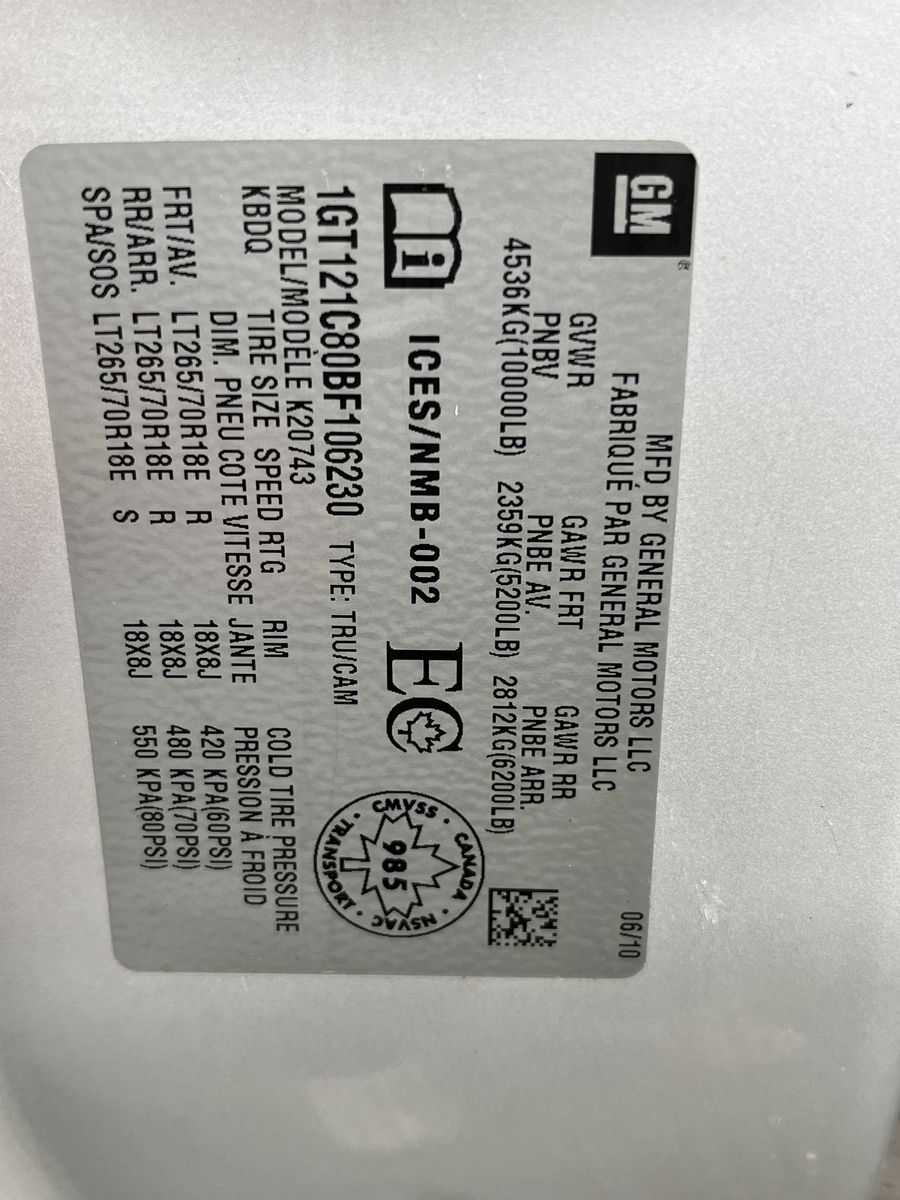 GM
MFD BY GENERAL MOTORS LLC 06/10
FABRIQUÉ PAR GENERAL MOTORS LLC
GVWR GAWR FRT GAWR RR
PNBV PNBE AV. PNBE ARR.
4536KG(10000LB) 2359KG(5200LB) 2812KG(6200LB)
ICES/NMB-002 EC
CMVSS · CANADA · NSVAC · TRANSPORT ·
985
1GT121C80BF106230 TYPE: TRU/CAM
MODEL/MODÈLE K20743
KBDQ TIRE SIZE SPEED RTG RIM COLD TIRE PRESSURE
DIM. PNEU COTE VITESSE JANTE PRESSION À FROID
FRT/AV. LT265/70R18E R 18X8J 420 KPA(60PSI)
RR/ARR. LT265/70R18E R 18X8J 480 KPA(70PSI)
SPA/SOS LT265/70R18E S 18X8J 550 KPA(80PSI)